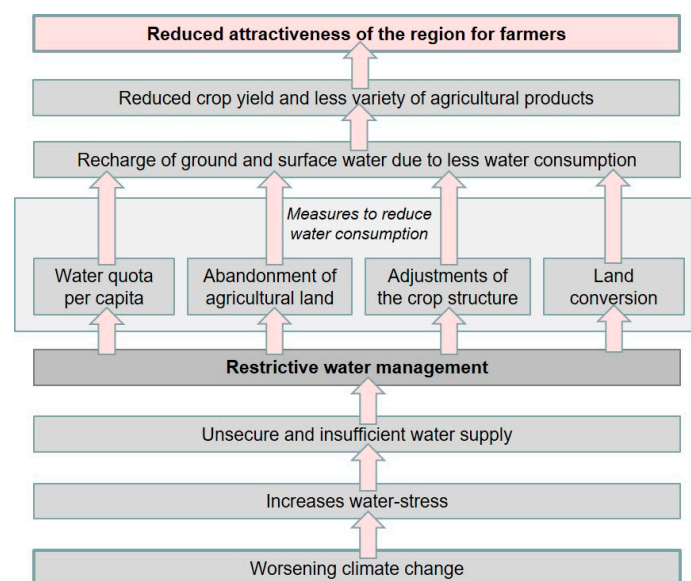 Reduced attractiveness of the region for farmers
Reduced crop yield and less variety of agricultural products
Recharge of ground and surface water due to less water consumption
Measures to reduce
water consumption
Water quota
per capita
Abandonment of
agricultural land
Adjustments of
the crop structure
Land
conversion
Restrictive water management
Unsecure and insufficient water supply
Increases water-stress
Worsening climate change